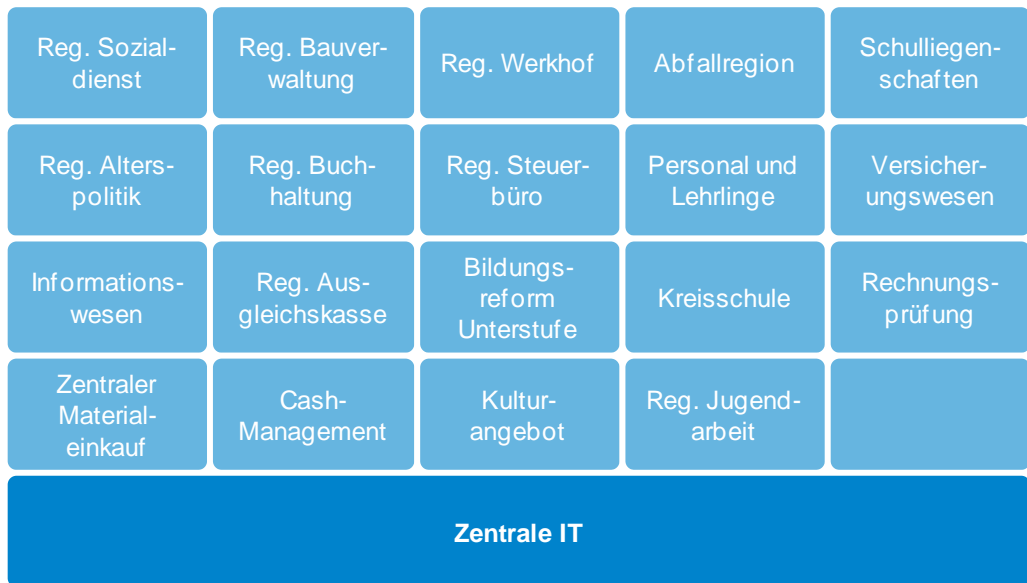 Reg. Sozial-
dienst
Reg. Bauver-
waltung
Reg. Werkhof
Abfallregion
Schulliegen-
schaften
Reg. Alters-
politik
Reg. Buch-
haltung
Reg. Steuer-
büro
Personal und
Lehrlinge
Versicher-
ungswesen
Informations-
wesen
Reg. Aus-
gleichskasse
Bildungs-
reform
Unterstufe
Kreisschule
Rechnungs-
prüfung
Zentraler
Material-
einkauf
Cash-
Management
Kultur-
angebot
Reg. Jugend-
arbeit
Zentrale IT